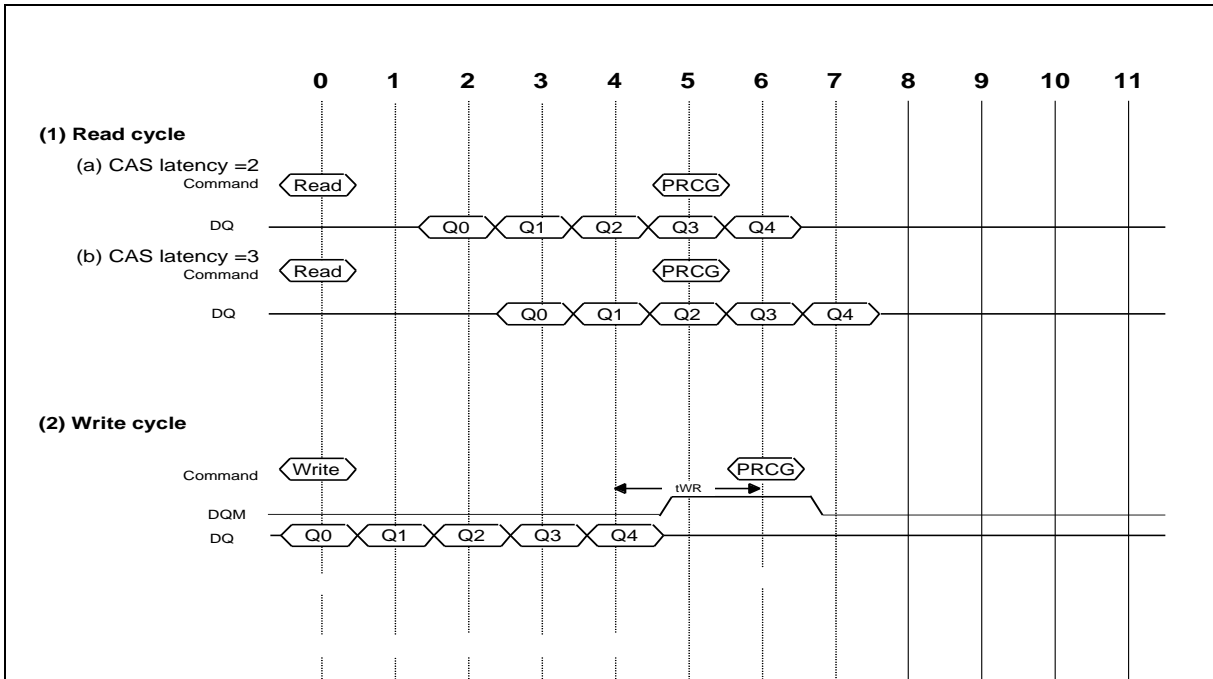 0 1 2 3 4 5 6 7 8 9 10 11
(1) Read cycle
(a) CAS latency =2
Command Read PRCG
DQ Q0 Q1 Q2 Q3 Q4
(b) CAS latency =3
Command Read PRCG
DQ Q0 Q1 Q2 Q3 Q4
(2) Write cycle
Command Write PRCG
tWR
DQM
DQ Q0 Q1 Q2 Q3 Q4